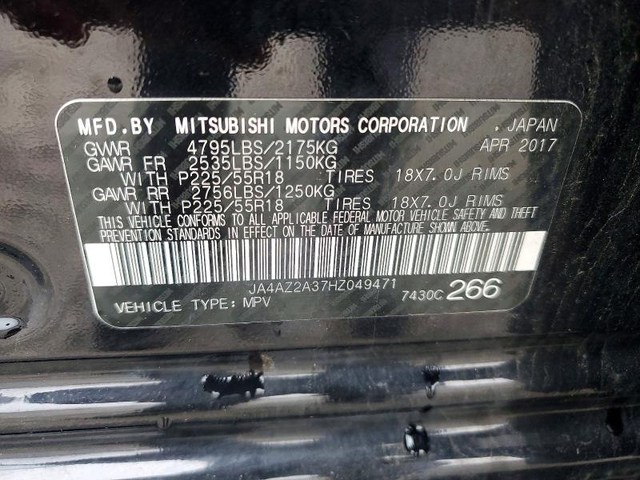 MFD.BY MITSUBISHI MOTORS CORPORATION , JAPAN
GVWR 4795LBS/2175KG APR 2017
GAWR FR 2535LBS/1150KG
WITH P225/55R18 TIRES 18X7.0J RIMS
GAWR RR 2756LBS/1250KG
WITH P225/55R18 TIRES 18X7.0J RIMS
THIS VEHICLE CONFORMS TO ALL APPLICABLE FEDERAL MOTOR VEHICLE SAFETY AND THEFT
PREVENTION STANDARDS IN EFFECT ON THE DATE OF MANUFACTURE SHOWN ABOVE.
JA4AZ2A37HZ049471
VEHICLE TYPE: MPV 7430C 266